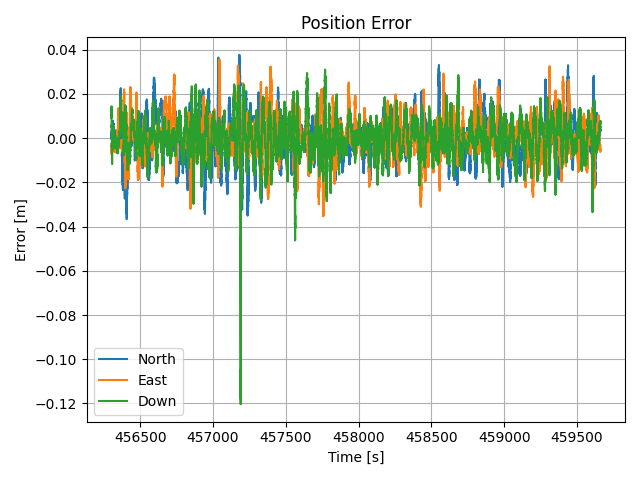 Position Error
Error [m]
0.04
0.02
0.00
−0.02
−0.04
−0.06
−0.08
−0.10
−0.12
North
East
Down
456500 457000 457500 458000 458500 459000 459500
Time [s]